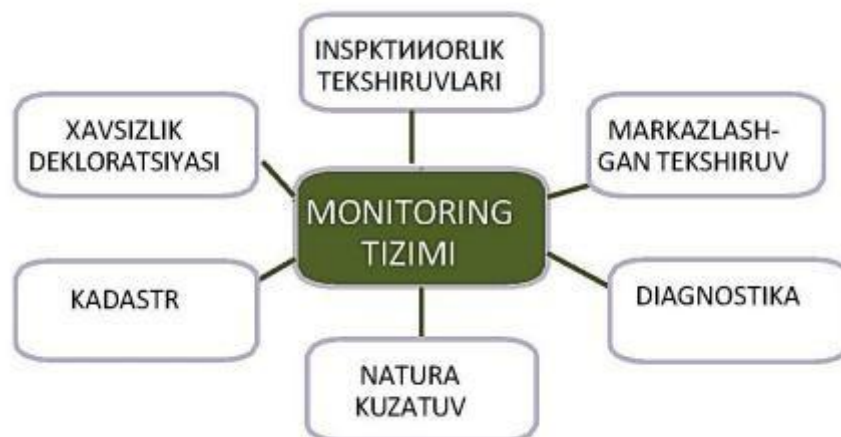 INSPKTИИORLIK
TEKSHIRUVLARI
XAVSIZLIK
DEKLORATSIYASI
MARKAZLASH-
GAN TEKSHIRUV
MONITORING
TIZIMI
KADASTR
DIAGNOSTIKA
NATURA
KUZATUV